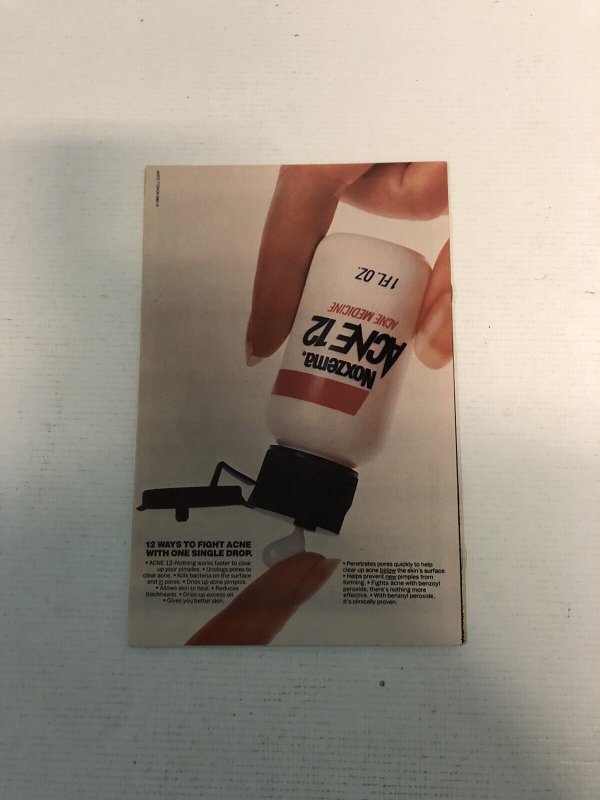 © 1986 NOXELL CORP.
1 FL. OZ.
ACNE MEDICINE
ACNE 12
Noxzema.
12 WAYS TO FIGHT ACNE
WITH ONE SINGLE DROP.
• ACNE 12-Nothing works faster to clear
up your pimples. • Unclogs pores to
clear acne. • Kills bacteria on the surface
and in pores. • Dries up acne pimples.
• Allows skin to heal. • Reduces
blackheads. • Dries up excess oil.
• Gives you better skin.
• Penetrates pores quickly to help
clear up acne below the skin's surface.
• Helps prevent new pimples from
forming. • Fights acne with benzoyl
peroxide, there's nothing more
effective. • With benzoyl peroxide,
it's clinically proven.